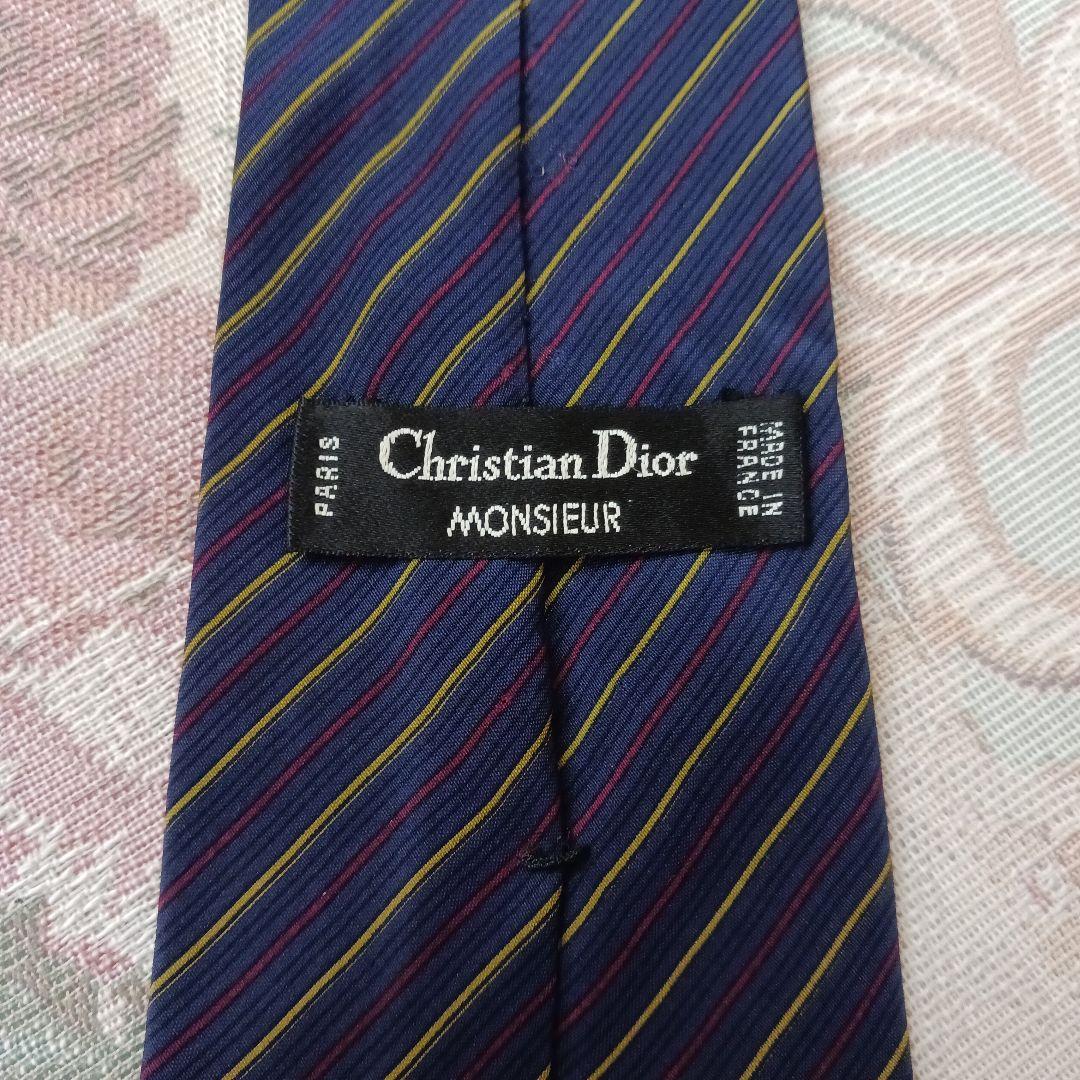 PARIS
Christian Dior
MONSIEUR
MADE IN
FRANCE